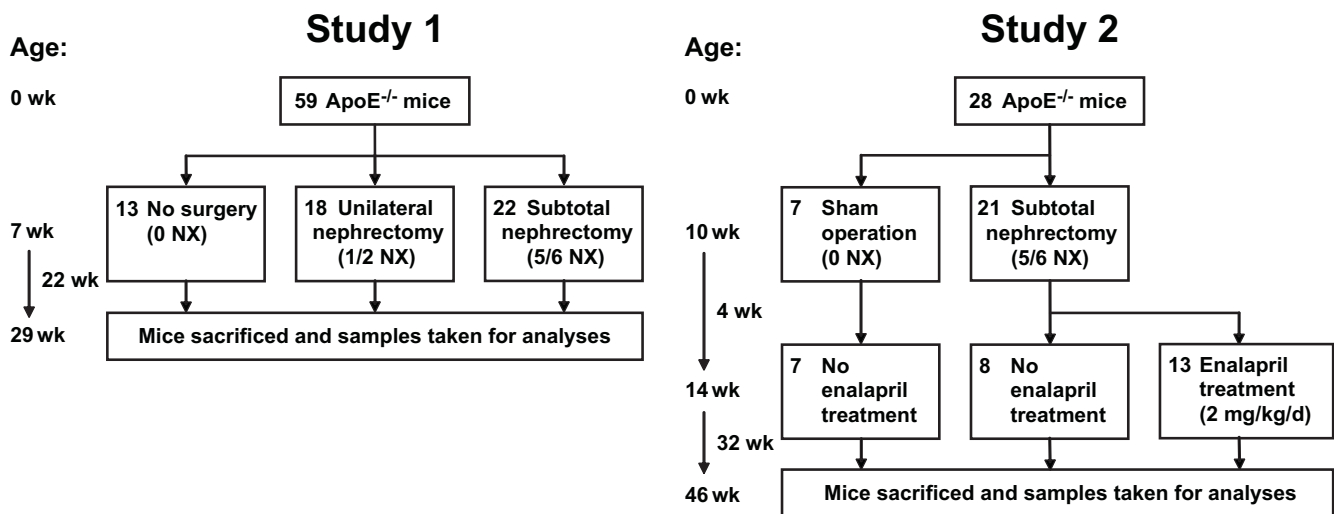 Study 1
Age:
0 wk
59 ApoE-/- mice
13 No surgery
(0 NX)
18 Unilateral
nephrectomy
(1/2 NX)
22 Subtotal
nephrectomy
(5/6 NX)
7 wk
22 wk
29 wk
Mice sacrificed and samples taken for analyses
Study 2
Age:
0 wk
28 ApoE-/- mice
7 Sham
operation
(0 NX)
21 Subtotal
nephrectomy
(5/6 NX)
10 wk
4 wk
7 No
enalapril
treatment
8 No
enalapril
treatment
13 Enalapril
treatment
(2 mg/kg/d)
14 wk
32 wk
46 wk
Mice sacrificed and samples taken for analyses